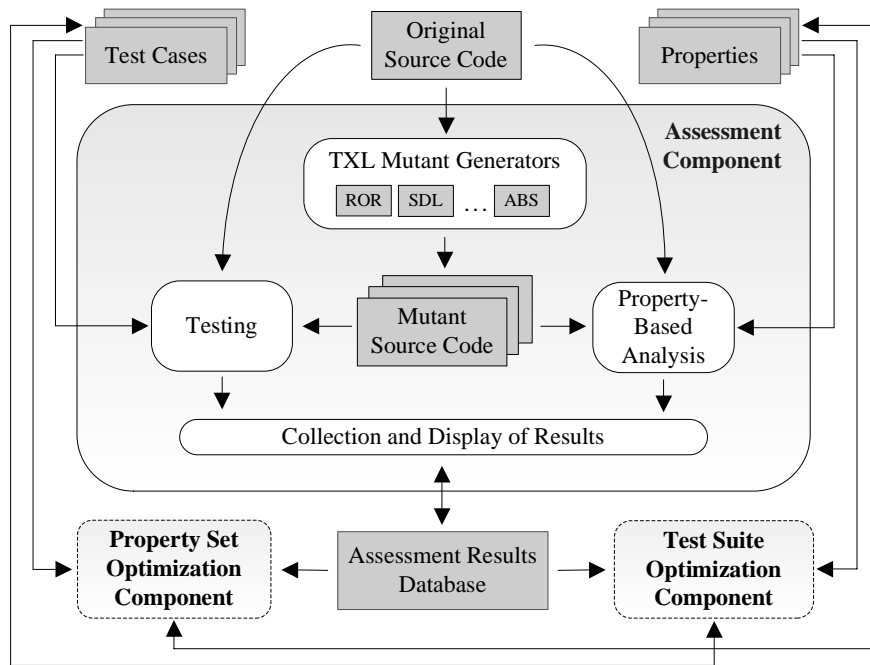 Test Cases
Original
Source Code
Properties
Assessment
Component
TXL Mutant Generators
ROR
SDL
...
ABS
Testing
Mutant
Source Code
Property-
Based
Analysis
Collection and Display of Results
Property Set
Optimization
Component
Assessment Results
Database
Test Suite
Optimization
Component